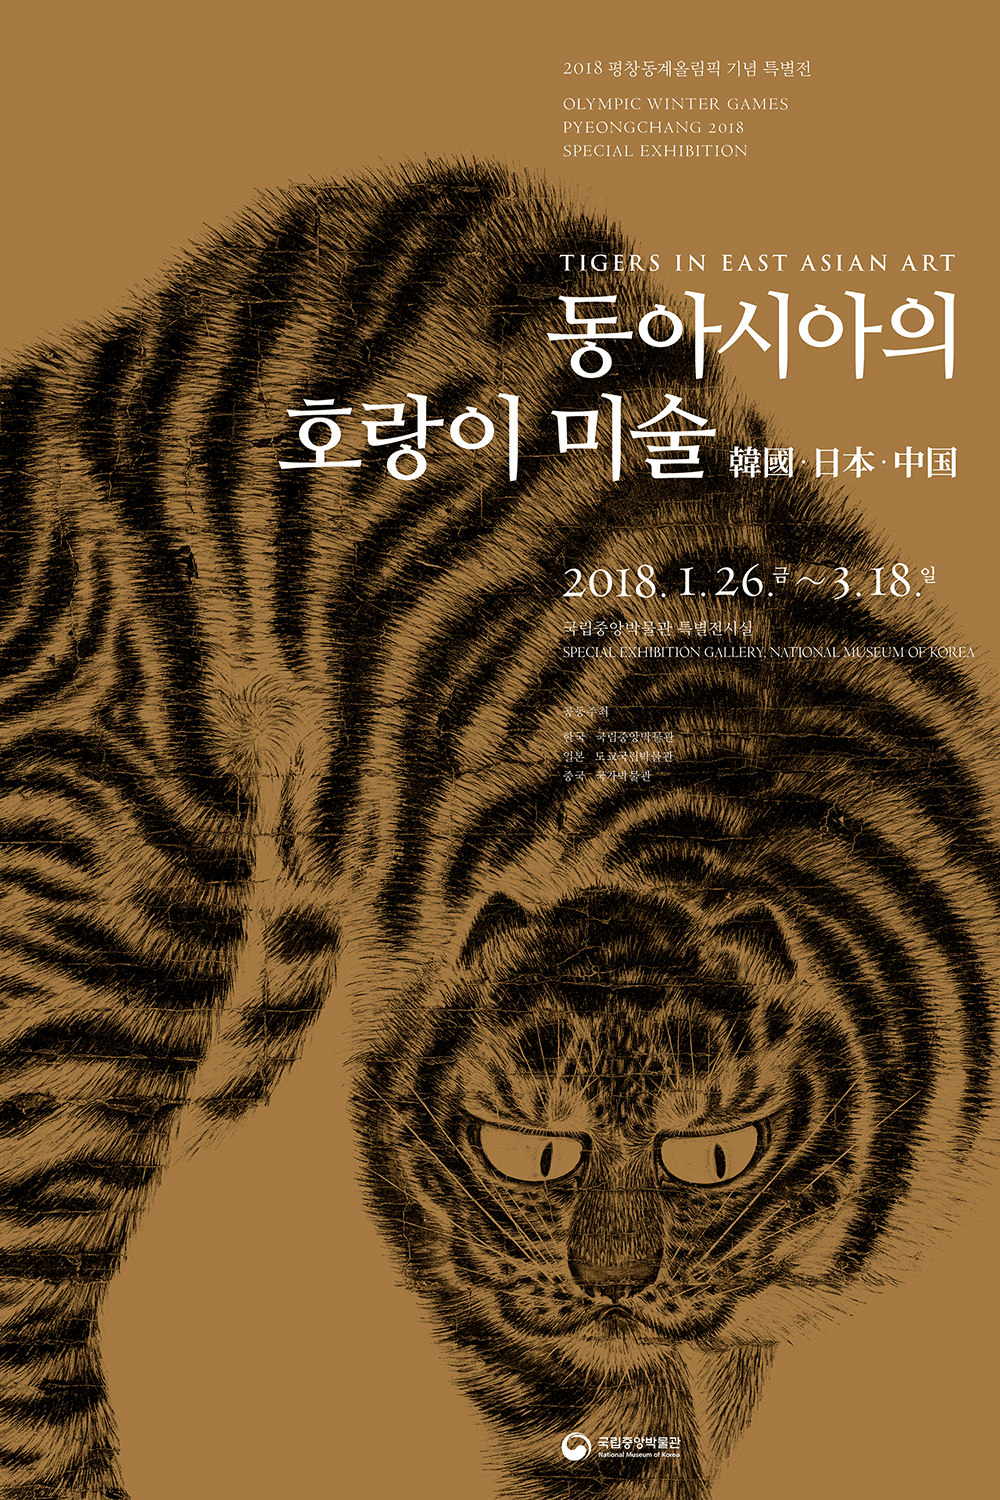 2018 평창동계올림픽 기념 특별전
OLYMPIC WINTER GAMES
PYEONGCHANG 2018
SPECIAL EXHIBITION
TIGERS IN EAST ASIAN ART
동아시아의
호랑이 미술 韓國·日本·中国
2018. 1. 26.금~3.18.일
국립중앙박물관 특별전시실
SPECIAL EXHIBITION GALLERY, NATIONAL MUSEUM OF KOREA
공동주최
한국 국립중앙박물관
일본 도쿄국립박물관
중국 국가박물관
국립중앙박물관
National Museum of Korea